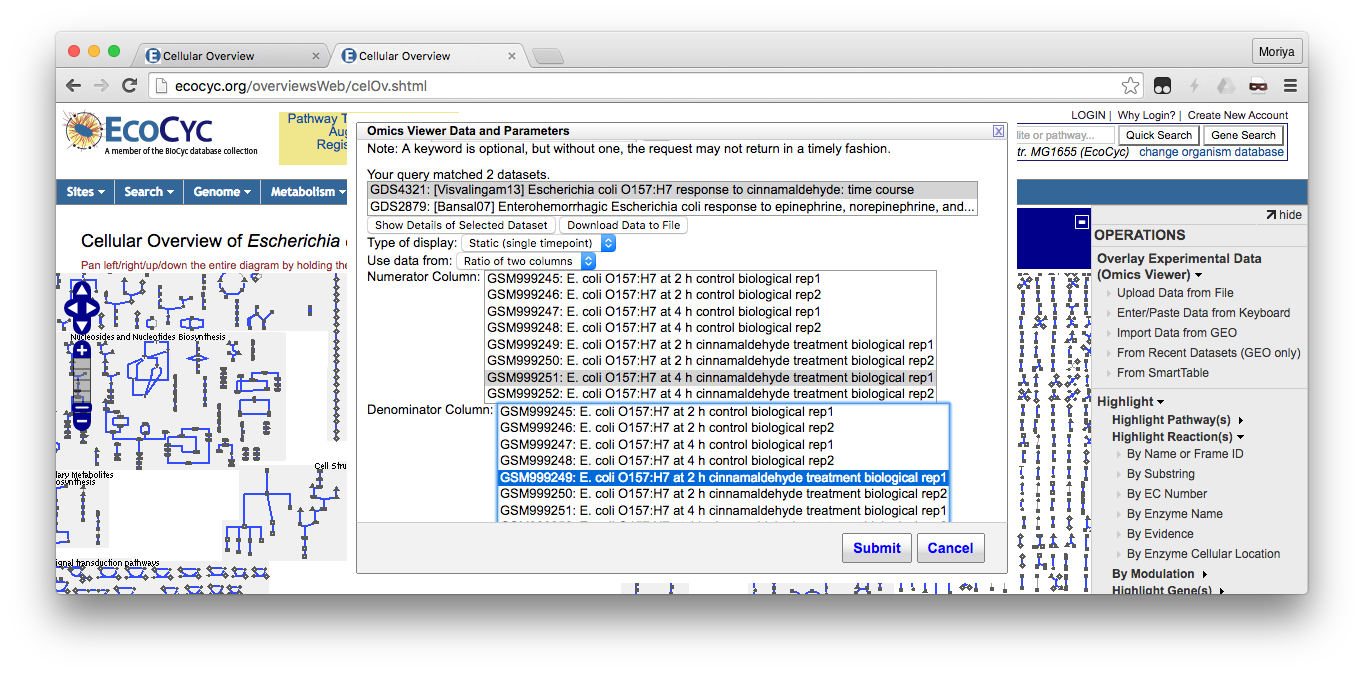 Cellular Overview
Cellular Overview
Moriya
ecocyc.org/overviewsWeb/celOv.shtml
EcoCyc
A member of the BioCyc database collection
Pathway T
Aug
Regis
LOGIN | Why Login? | Create New Account
lite or pathway...
Quick Search
Gene Search
tr. MG1655 (EcoCyc) change organism database
Sites
Search
Genome
Metabolism
Cellular Overview of Escherichia
Pan left/right/up/down the entire diagram by holding the
Nucleosides and Nucleotides Biosynthesis
Cell Stru
lary Metabolites
osynthesis
ignal transduction pathways
Omics Viewer Data and Parameters
Note: A keyword is optional, but without one, the request may not return in a timely fashion.
Your query matched 2 datasets.
GDS4321: [Visvalingam13] Escherichia coli O157:H7 response to cinnamaldehyde: time course
GDS2879: [Bansal07] Enterohemorrhagic Escherichia coli response to epinephrine, norepinephrine, and...
Show Details of Selected Dataset
Download Data to File
Type of display: Static (single timepoint)
Use data from: Ratio of two columns
Numerator Column:
GSM999245: E. coli O157:H7 at 2 h control biological rep1
GSM999246: E. coli O157:H7 at 2 h control biological rep2
GSM999247: E. coli O157:H7 at 4 h control biological rep1
GSM999248: E. coli O157:H7 at 4 h control biological rep2
GSM999249: E. coli O157:H7 at 2 h cinnamaldehyde treatment biological rep1
GSM999250: E. coli O157:H7 at 2 h cinnamaldehyde treatment biological rep2
GSM999251: E. coli O157:H7 at 4 h cinnamaldehyde treatment biological rep1
GSM999252: E. coli O157:H7 at 4 h cinnamaldehyde treatment biological rep2
Denominator Column:
GSM999245: E. coli O157:H7 at 2 h control biological rep1
GSM999246: E. coli O157:H7 at 2 h control biological rep2
GSM999247: E. coli O157:H7 at 4 h control biological rep1
GSM999248: E. coli O157:H7 at 4 h control biological rep2
GSM999249: E. coli O157:H7 at 2 h cinnamaldehyde treatment biological rep1
GSM999250: E. coli O157:H7 at 2 h cinnamaldehyde treatment biological rep2
GSM999251: E. coli O157:H7 at 4 h cinnamaldehyde treatment biological rep1
Submit
Cancel
hide
OPERATIONS
Overlay Experimental Data
(Omics Viewer)
Upload Data from File
Enter/Paste Data from Keyboard
Import Data from GEO
From Recent Datasets (GEO only)
From SmartTable
Highlight
Highlight Pathway(s)
Highlight Reaction(s)
By Name or Frame ID
By Substring
By EC Number
By Enzyme Name
By Evidence
By Enzyme Cellular Location
By Modulation
Highlight Gene(s)